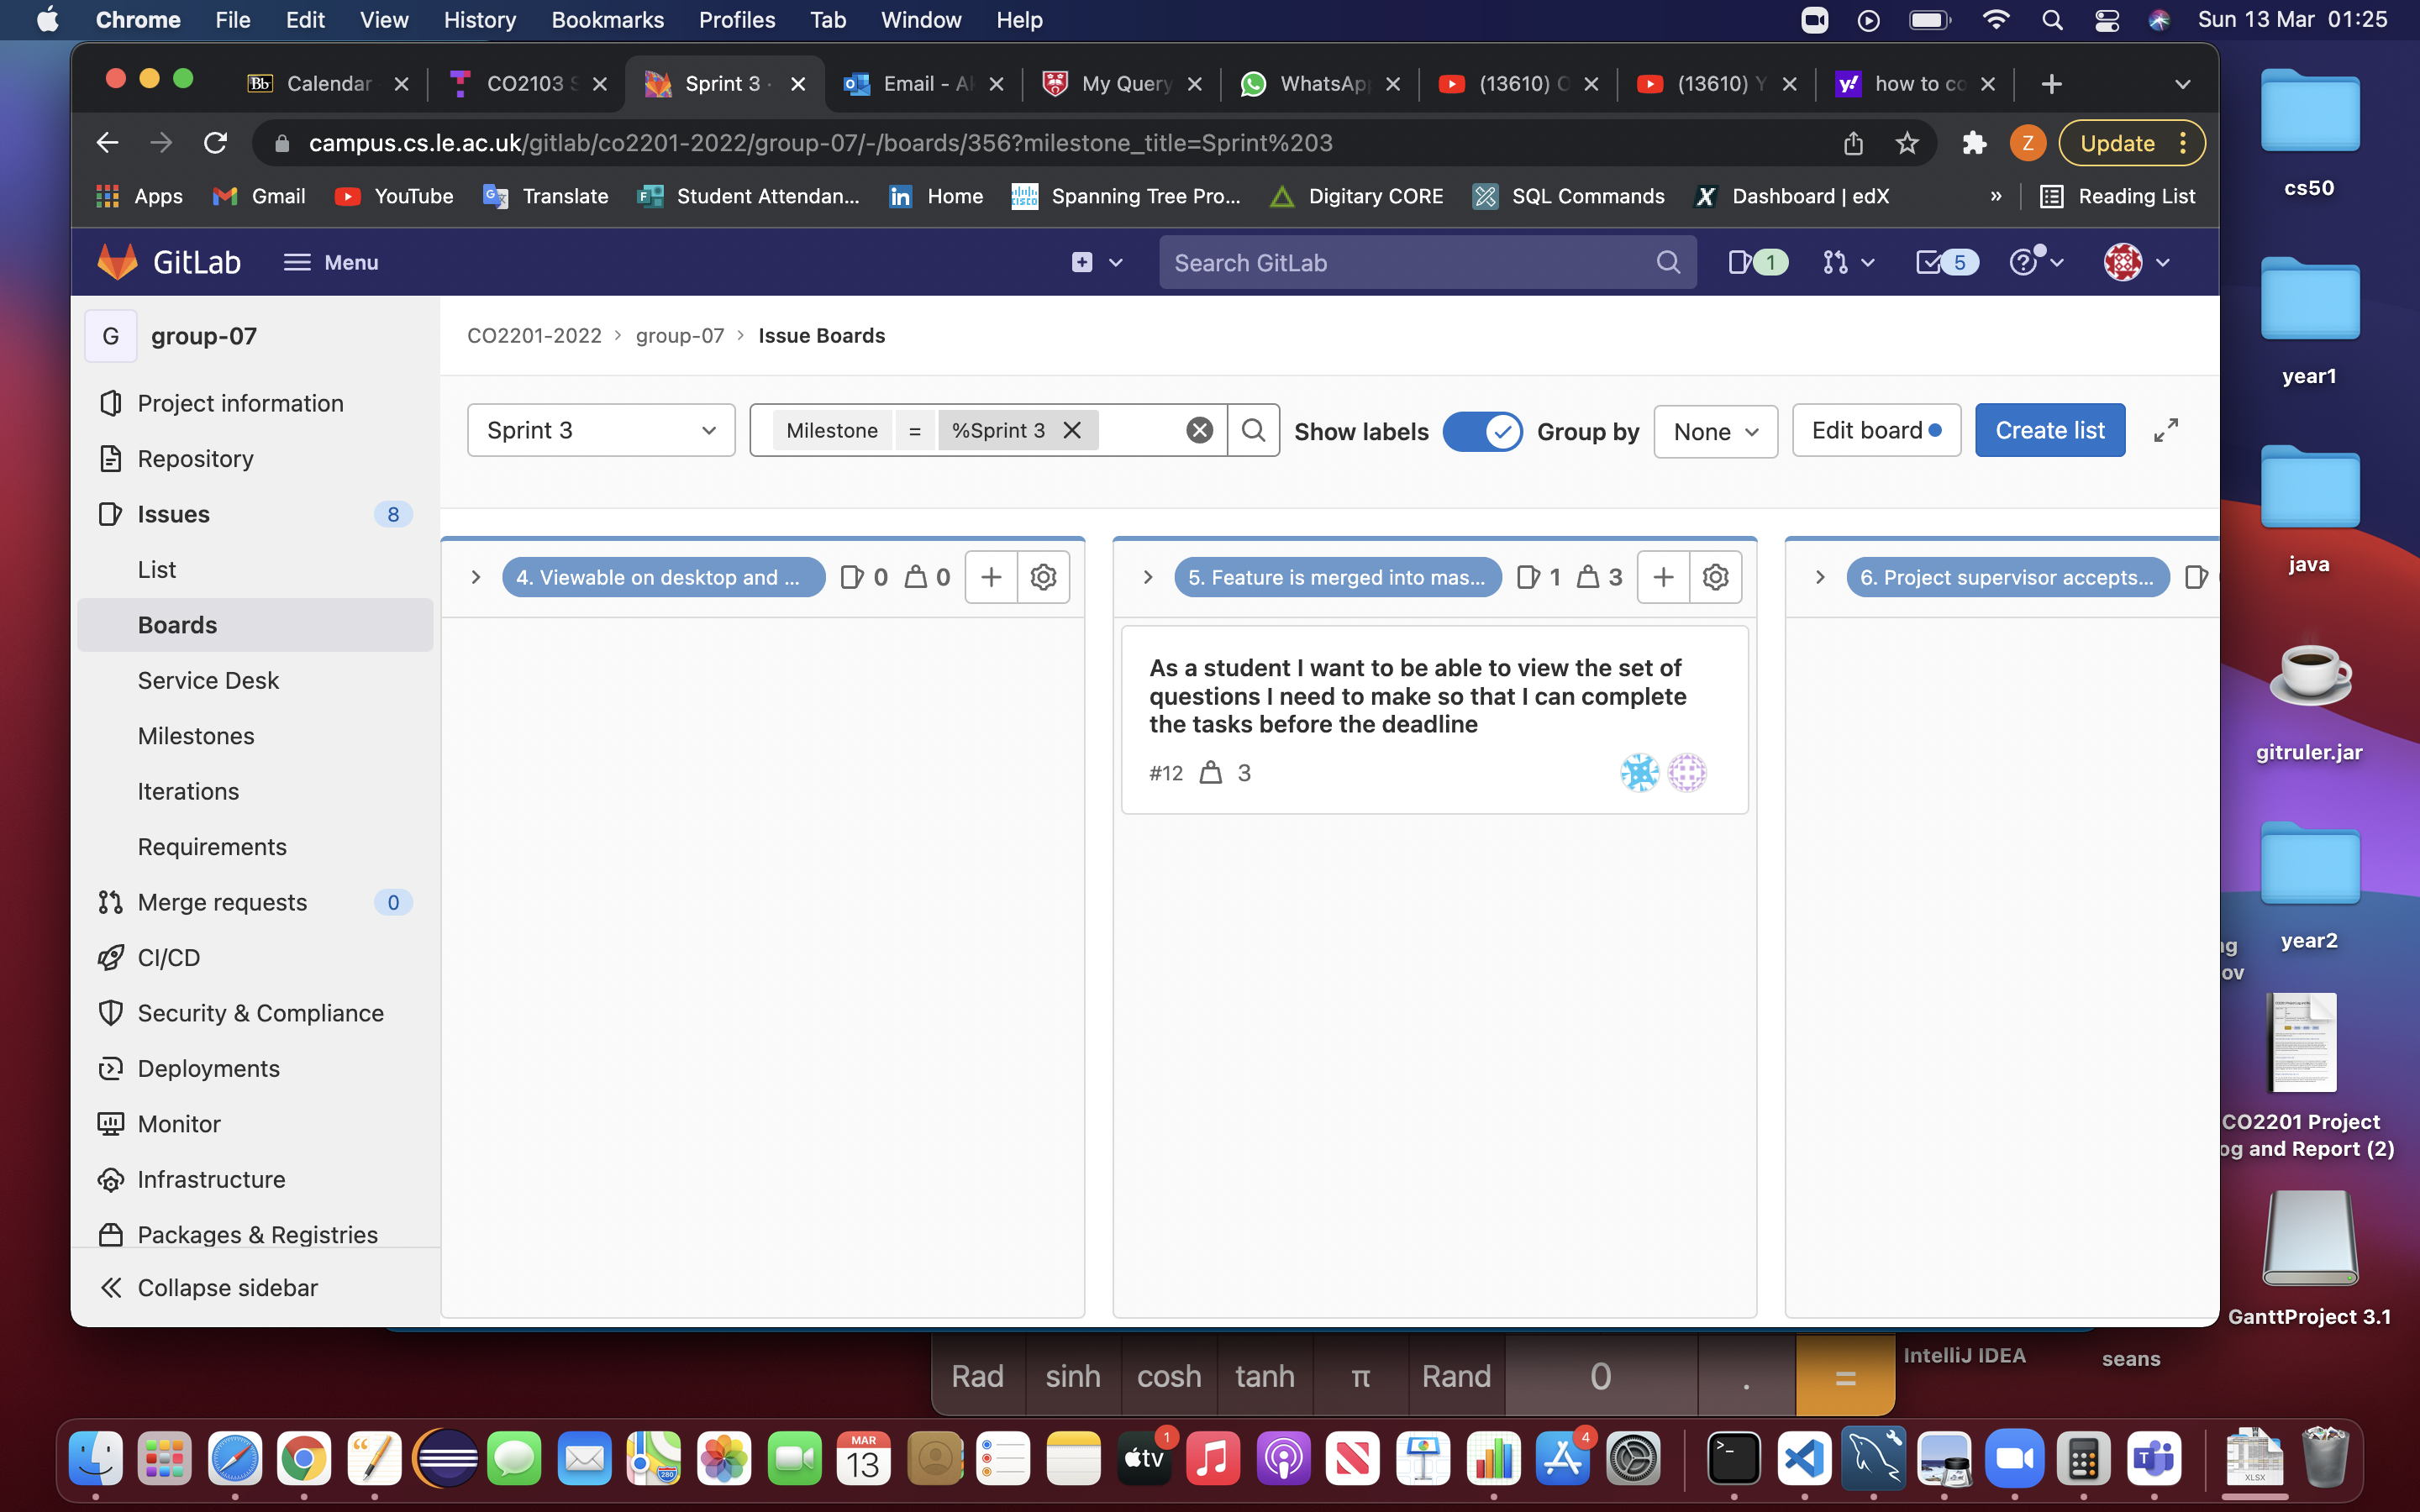 Chrome File Edit View History Bookmarks Profiles Tab Window Help Sun 13 Mar 01:25
Bb Calendar CO2103 S Sprint 3 · Email - Al My Query WhatsAp (13610) (13610) Y how to co
campus.cs.le.ac.uk/gitlab/co2201-2022/group-07/-/boards/356?milestone_title=Sprint%203 Z Update
Apps Gmail YouTube Translate Student Attendan... Home Spanning Tree Pro... Digitary CORE SQL Commands Dashboard | edX » Reading List
GitLab Menu Search GitLab 1 5
G group-07
CO2201-2022 > group-07 > Issue Boards
Project information
Repository
Issues 8
List
Boards
Service Desk
Milestones
Iterations
Requirements
Merge requests 0
CI/CD
Security & Compliance
Deployments
Monitor
Infrastructure
Packages & Registries
Collapse sidebar
Sprint 3 Milestone = %Sprint 3 Show labels Group by None Edit board Create list
4. Viewable on desktop and ... 0 0
5. Feature is merged into mas... 1 3
6. Project supervisor accepts...
As a student I want to be able to view the set of
questions I need to make so that I can complete
the tasks before the deadline
#12 3
cs50
year1
java
gitruler.jar
year2
CO2201 Project
og and Report (2)
GanttProject 3.1
IntelliJ IDEA
seans
Rad sinh cosh tanh π Rand 0 . =
MAR
13
280
tv
1
4
XLSX